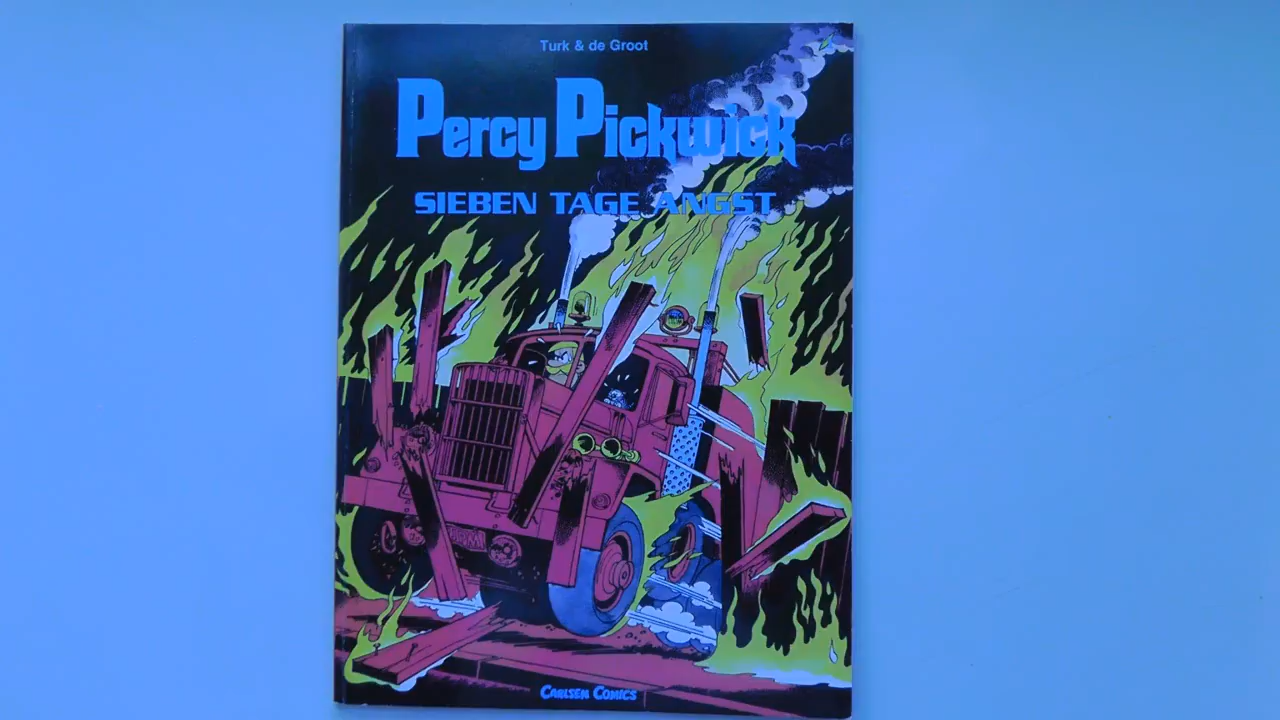 Turk & de Groot
Percy Pickwick
SIEBEN TAGE ANGST
CARLSEN COMICS